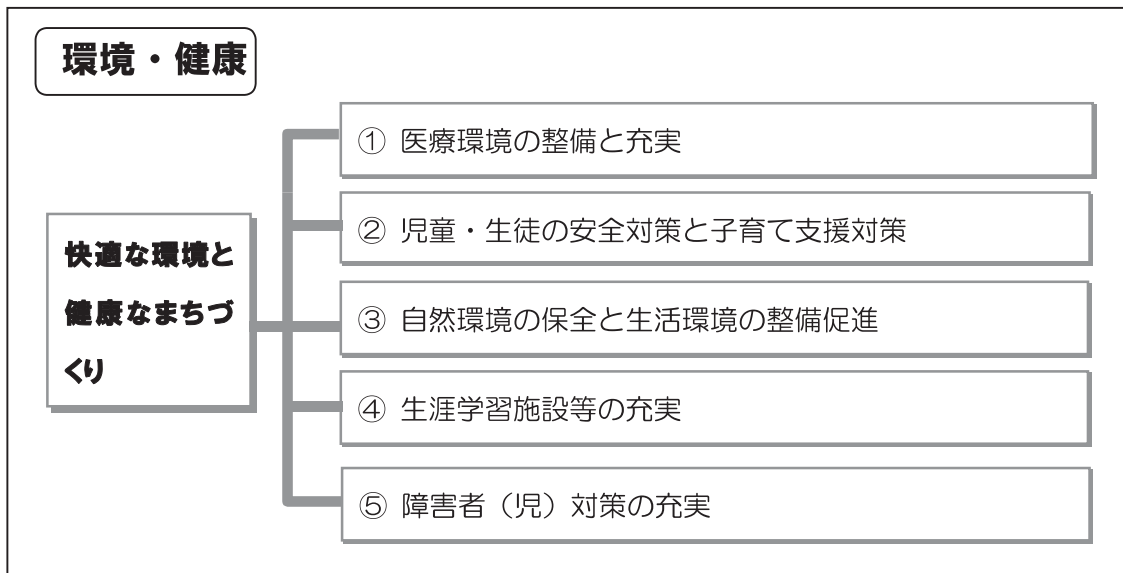 環境・健康
① 医療環境の整備と充実
② 児童・生徒の安全対策と子育て支援対策
快適な環境と
健康なまちづ
くり
③ 自然環境の保全と生活環境の整備促進
④ 生涯学習施設等の充実
⑤ 障害者（児）対策の充実